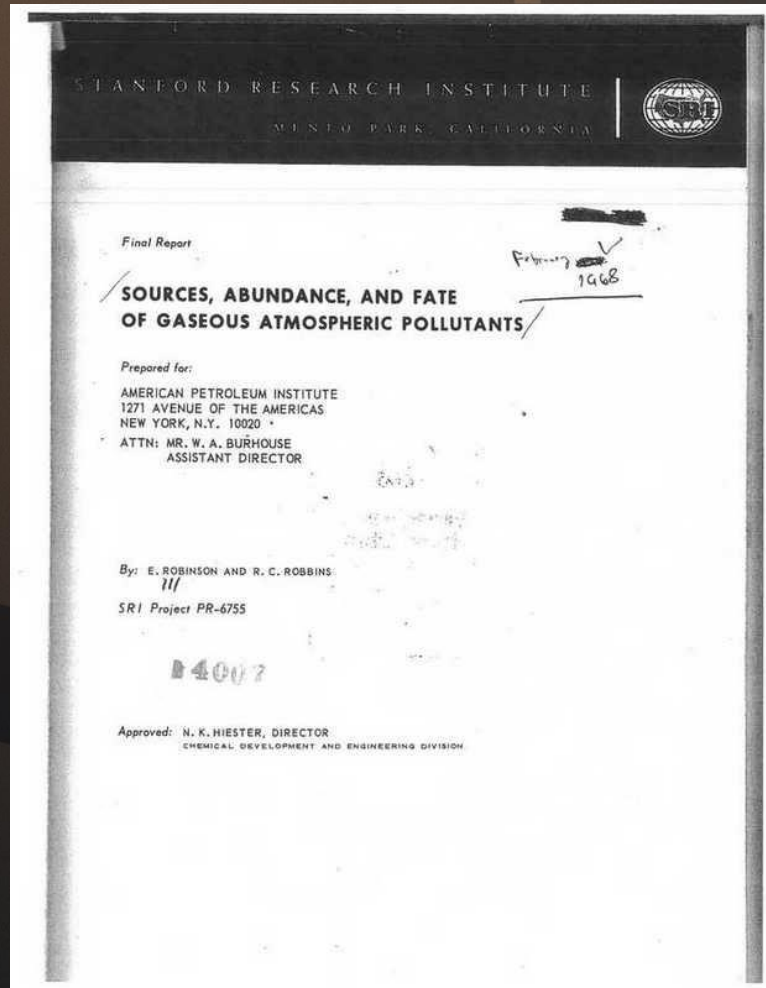 STANFORD RESEARCH INSTITUTE
MENLO PARK, CALIFORNIA
SRI
Final Report
February
1968
SOURCES, ABUNDANCE, AND FATE
OF GASEOUS ATMOSPHERIC POLLUTANTS
Prepared for:
AMERICAN PETROLEUM INSTITUTE
1271 AVENUE OF THE AMERICAS
NEW YORK, N.Y. 10020
ATTN: MR. W. A. BURHOUSE
ASSISTANT DIRECTOR
By: E. ROBINSON AND R. C. ROBBINS
SRI Project PR-6755
Approved: N. K. HIESTER, DIRECTOR
CHEMICAL DEVELOPMENT AND ENGINEERING DIVISION